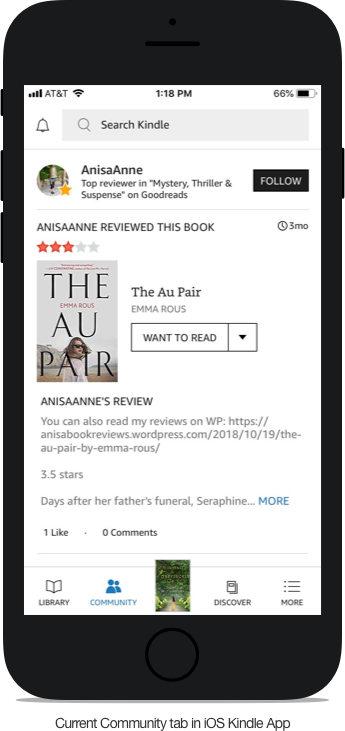 AT&T 1:18 PM 66%
Search Kindle
AnisaAnne
Top reviewer in "Mystery, Thriller &
Suspense" on Goodreads
FOLLOW
ANISAANNE REVIEWED THIS BOOK 3mo
THE
EMMA ROUS
AU
PAIR
The Au Pair
EMMA ROUS
WANT TO READ
ANISAANNE'S REVIEW
You can also read my reviews on WP: https://
anisabookreviews.wordpress.com/2018/10/19/the-
au-pair-by-emma-rous/
3.5 stars
Days after her father's funeral, Seraphine... MORE
1 Like · 0 Comments
LIBRARY COMMUNITY DISCOVER MORE
Current Community tab in iOS Kindle App